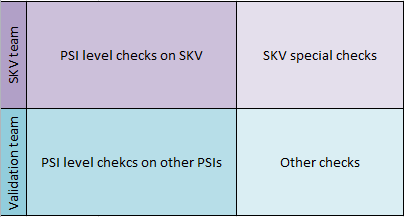 SKV team
PSI level checks on SKV
SKV special checks
Validation team
PSI level chekcs on other PSIs
Other checks